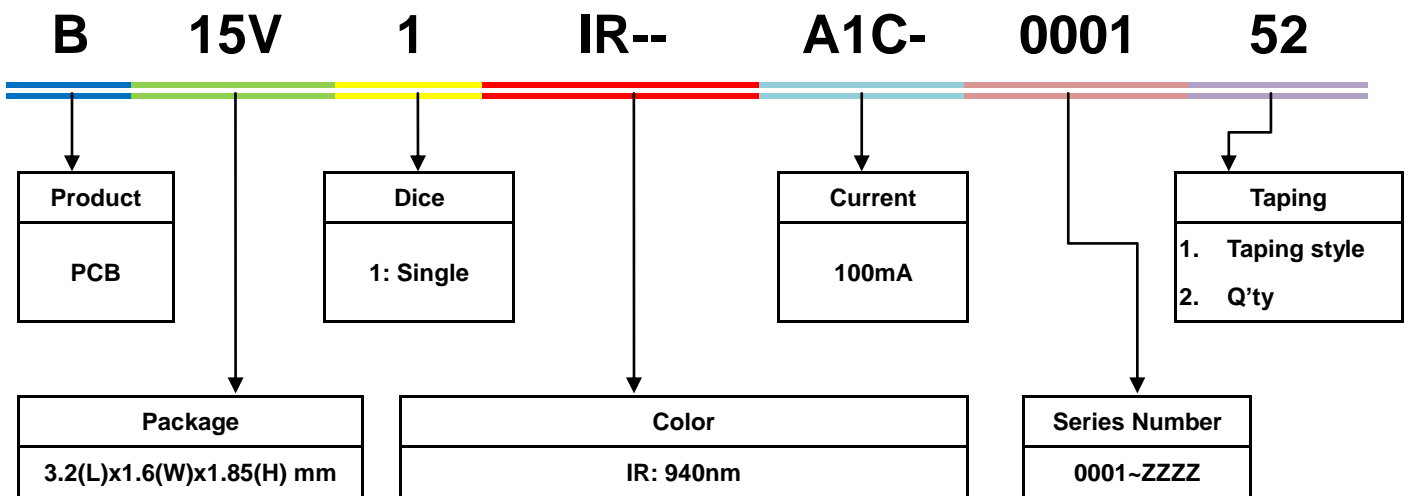 B 15V 1 IR-- A1C- 0001 52
Product
PCB
Dice
1: Single
Current
100mA
Taping
1. Taping style
2. Q’ty
Package
3.2(L)x1.6(W)x1.85(H) mm
Color
IR: 940nm
Series Number
0001~ZZZZ